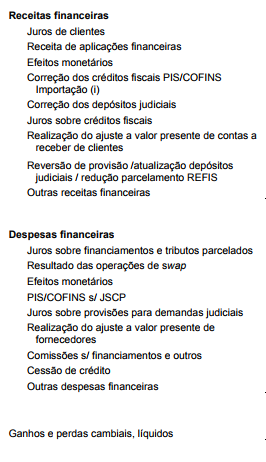 Receitas financeiras
Juros de clientes
Receita de aplicações financeiras
Efeitos monetários
Correção dos créditos fiscais PIS/COFINS
Importação (i)
Correção dos depósitos judiciais
Juros sobre créditos fiscais
Realização do ajuste a valor presente de contas a
receber de clientes
Reversão de provisão /atualização depósitos
judiciais / redução parcelamento REFIS
Outras receitas financeiras
Despesas financeiras
Juros sobre financiamentos e tributos parcelados
Resultado das operações de swap
Efeitos monetários
PIS/COFINS s/ JSCP
Juros sobre provisões para demandas judiciais
Realização do ajuste a valor presente de
fornecedores
Comissões s/ financiamentos e outros
Cessão de crédito
Outras despesas financeiras
Ganhos e perdas cambiais, líquidos